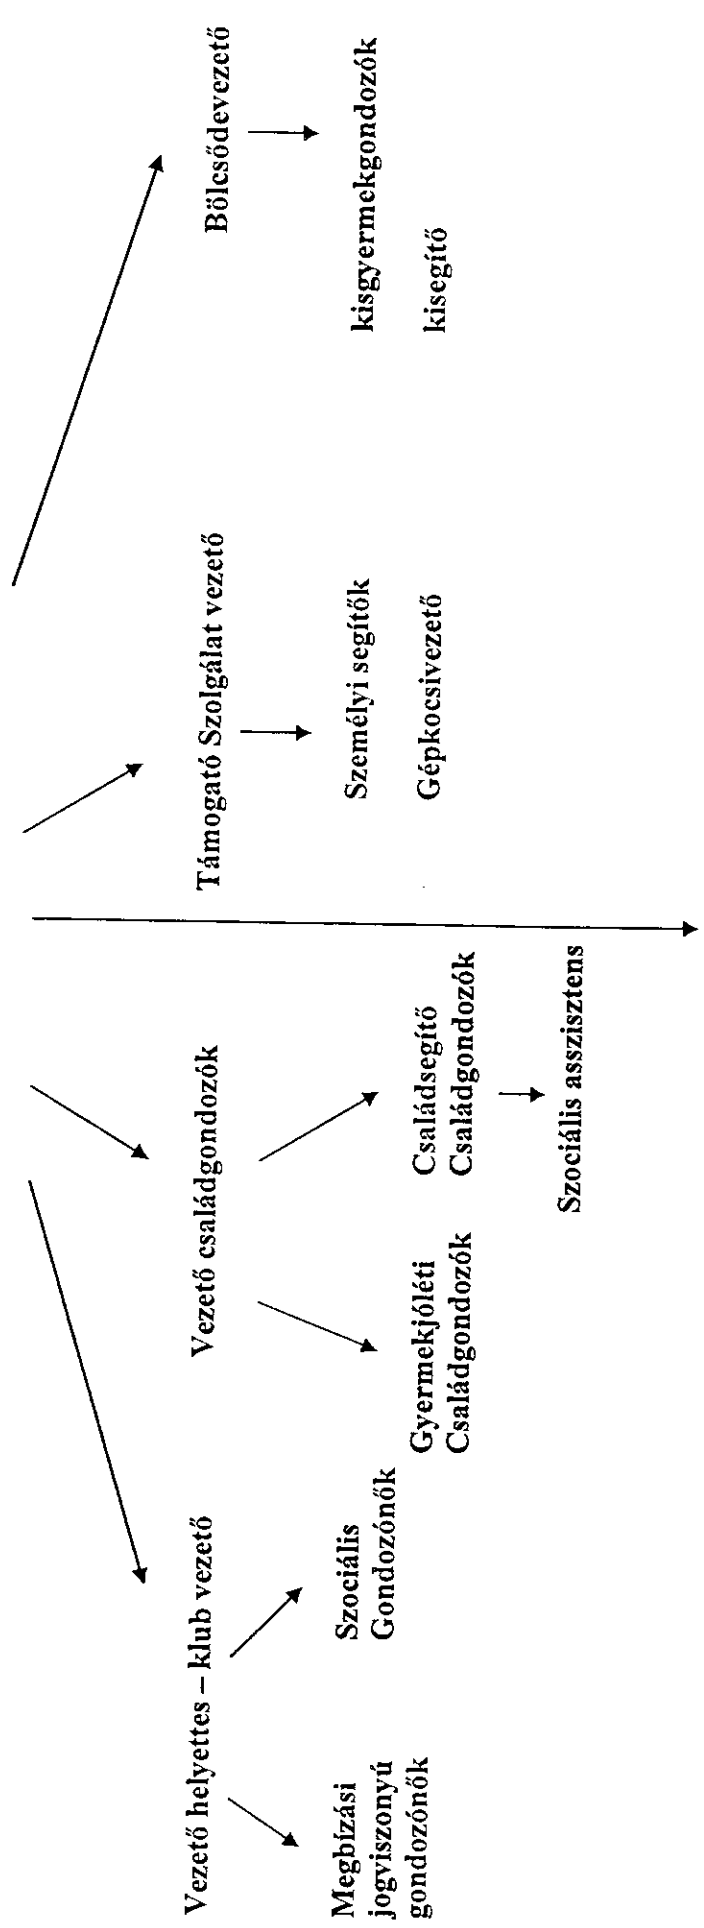 Vezető helyettes – klub vezető
Megbízási
jogviszonyú
gondozónők
Szociális
Gondozónők
Vezető családgondozók
Gyermekjóléti
Családgondozók
Családsegítő
Családgondozók
Szociális asszisztens
Támogató Szolgálat vezető
Személyi segítők
Gépkocsivezető
Bölcsődevezető
kisgyermekgondozók
kisegítő